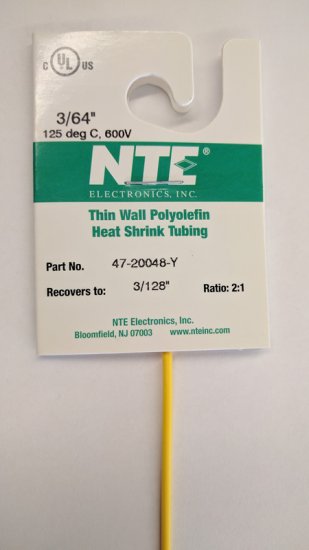 C UL US
3/64"
125 deg C, 600V
NTE®
ELECTRONICS, INC.
Thin Wall Polyolefin
Heat Shrink Tubing
Part No. 47-20048-Y
Recovers to: 3/128" Ratio: 2:1
NTE Electronics, Inc.
Bloomfield, NJ 07003 www.nteinc.com